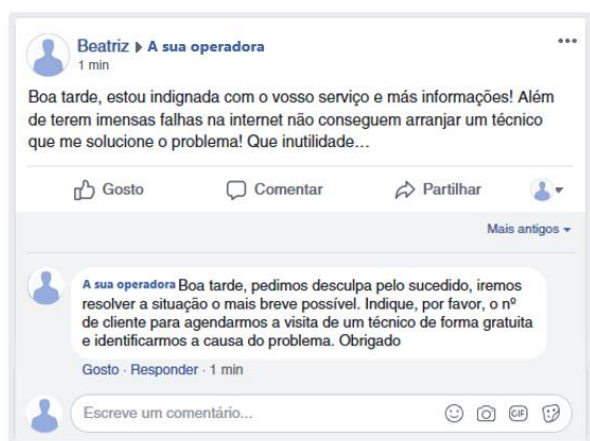 Beatriz ▸ A sua operadora
1 min
Boa tarde, estou indignada com o vosso serviço e más informações! Além
de terem imensas falhas na internet não conseguem arranjar um técnico
que me solucione o problema! Que inutilidade…
Gosto Comentar Partilhar
Mais antigos
A sua operadora Boa tarde, pedimos desculpa pelo sucedido, iremos
resolver a situação o mais breve possível. Indique, por favor, o nº
de cliente para agendarmos a visita de um técnico de forma gratuita
e identificarmos a causa do problema. Obrigado
Gosto · Responder · 1 min
Escreve um comentário... GIF